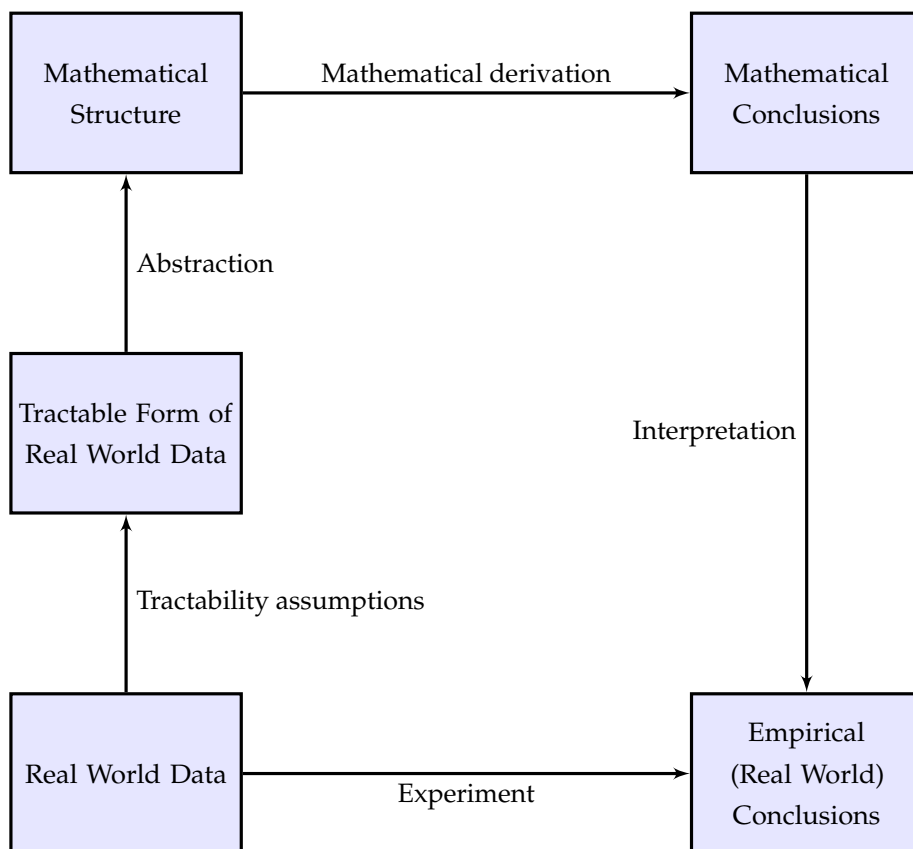 Mathematical
Structure
Mathematical derivation
Mathematical
Conclusions
Abstraction
Tractable Form of
Real World Data
Interpretation
Tractability assumptions
Real World Data
Experiment
Empirical
(Real World)
Conclusions